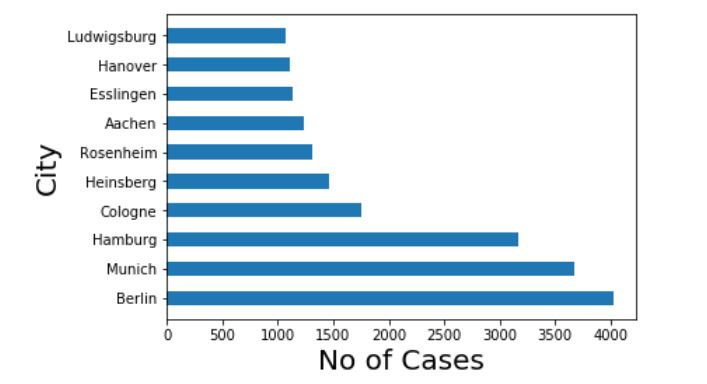 Ludwigsburg
Hanover
Esslingen
Aachen
Rosenheim
Heinsberg
Cologne
Hamburg
Munich
Berlin
City
0 500 1000 1500 2000 2500 3000 3500 4000
No of Cases